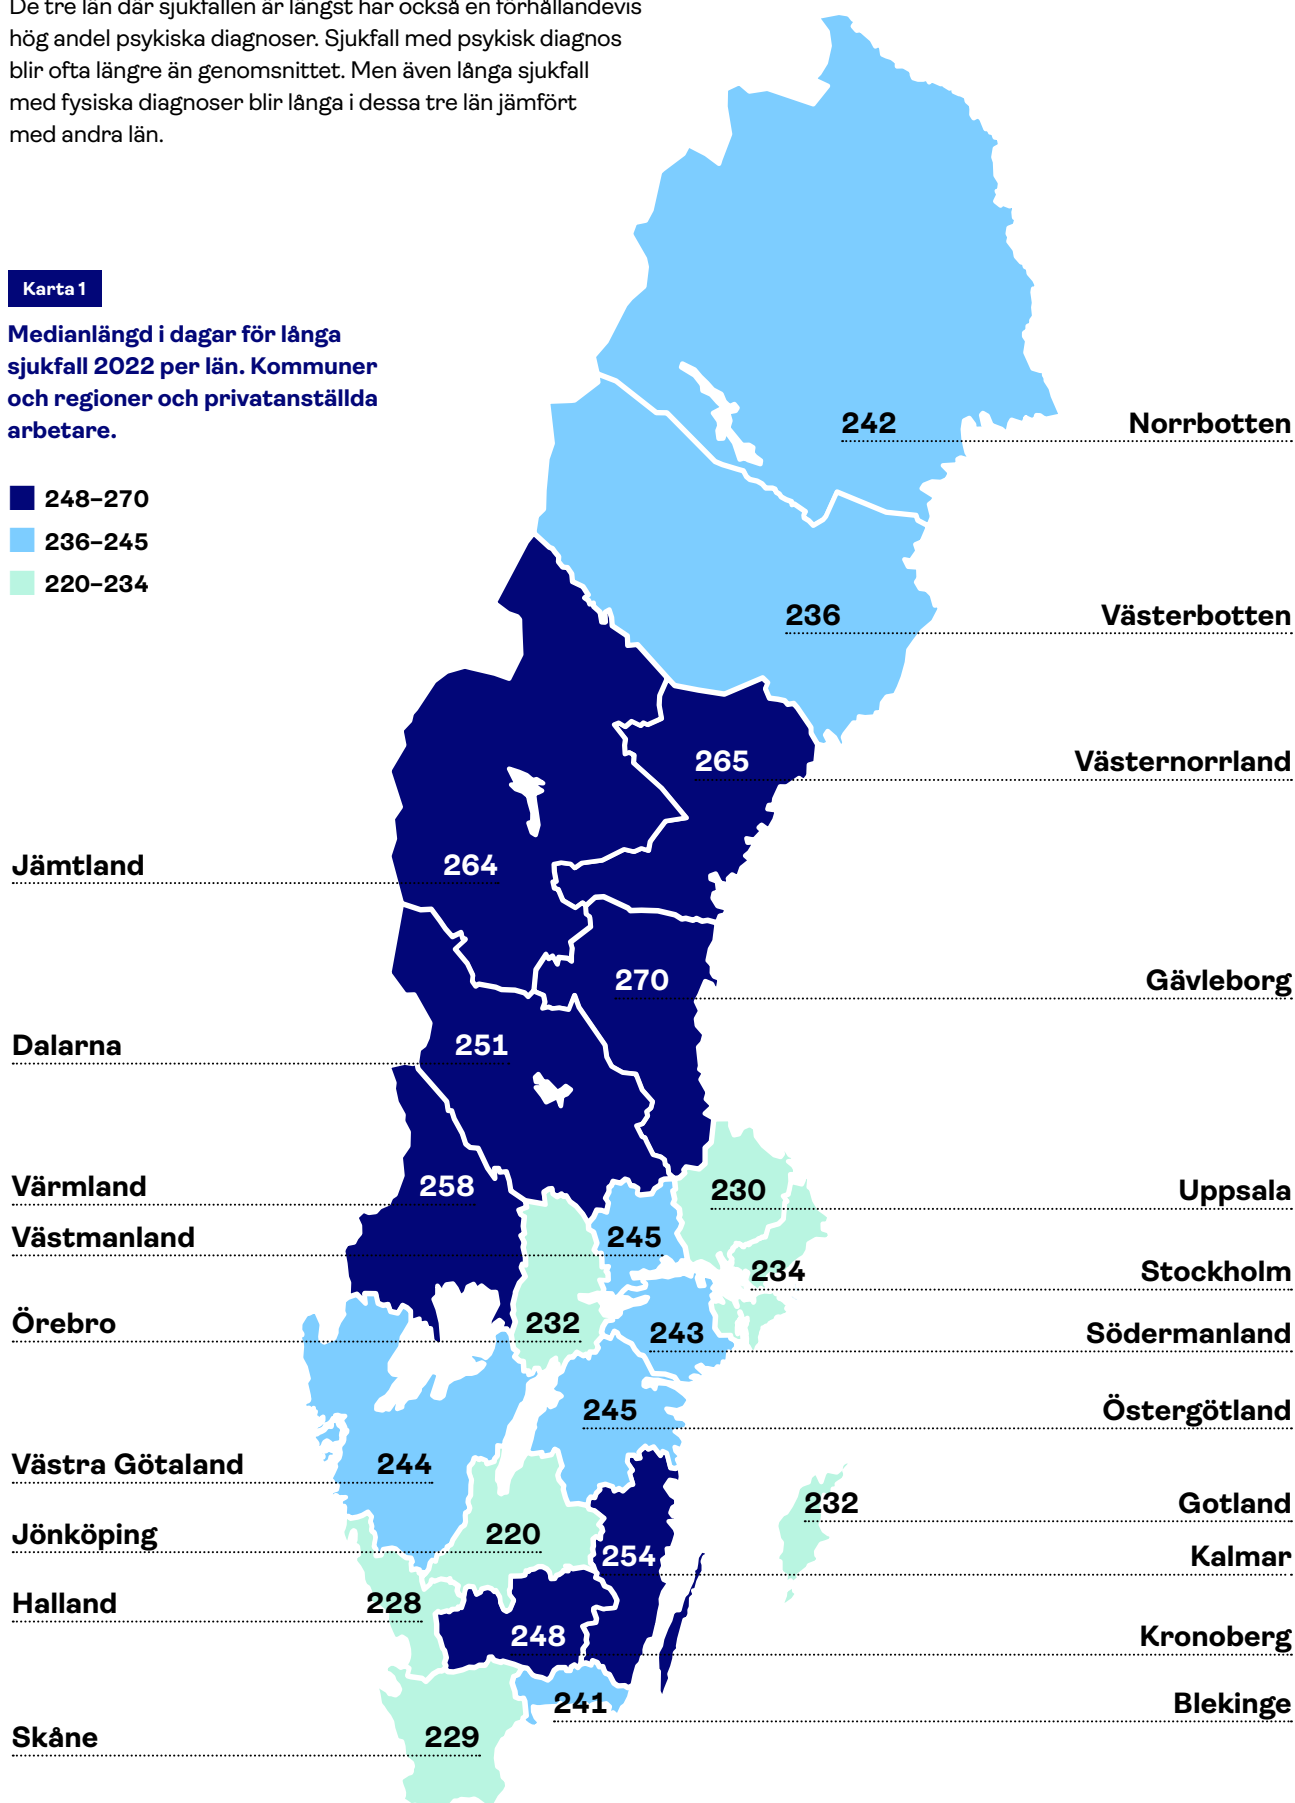 De tre län där sjukfallen är längst har också en förhållandevis
hög andel psykiska diagnoser. Sjukfall med psykisk diagnos
blir ofta längre än genomsnittet. Men även långa sjukfall
med fysiska diagnoser blir långa i dessa tre län jämfört
med andra län.
Karta 1
Medianlängd i dagar för långa
sjukfall 2022 per län. Kommuner
och regioner och privatanställda
arbetare.
248–270
236–245
220–234
242 Norrbotten
236 Västerbotten
265 Västernorrland
Jämtland 264
270 Gävleborg
Dalarna 251
Värmland 258
230 Uppsala
Västmanland 245
234 Stockholm
Örebro 232
243 Södermanland
245 Östergötland
Västra Götaland 244
232 Gotland
Jönköping 220
254 Kalmar
Halland 228
248 Kronoberg
241 Blekinge
Skåne 229